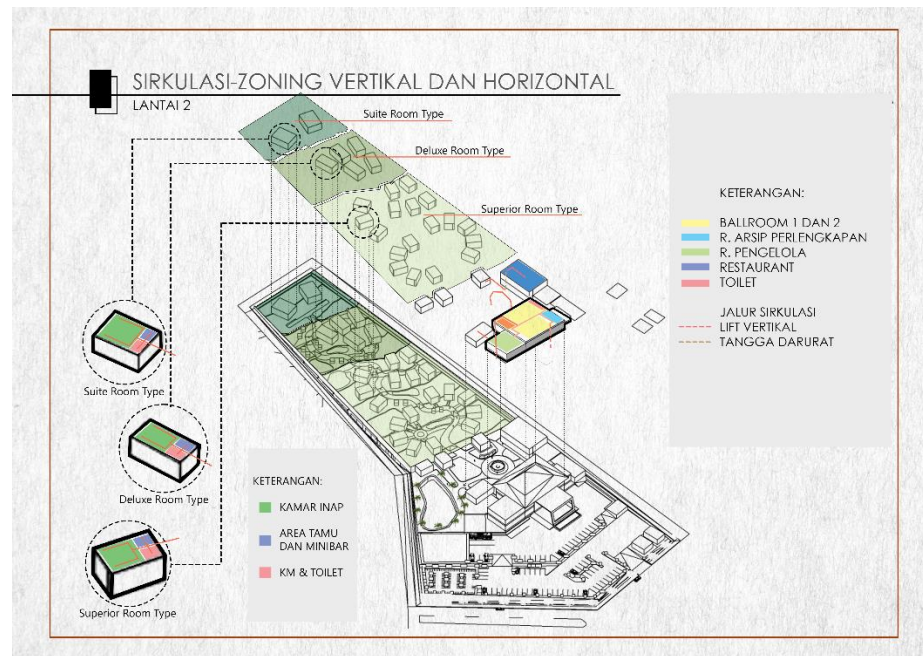 SIRKULASI-ZONING VERTIKAL DAN HORIZONTAL
LANTAI 2
Suite Room Type
Deluxe Room Type
Superior Room Type
KETERANGAN:
BALLROOM 1 DAN 2
R. ARSIP PERLENGKAPAN
R. PENGELOLA
RESTAURANT
TOILET
JALUR SIRKULASI
LIFT VERTIKAL
TANGGA DARURAT
Suite Room Type
Deluxe Room Type
Superior Room Type
KETERANGAN:
KAMAR INAP
AREA TAMU
DAN MINIBAR
KM & TOILET